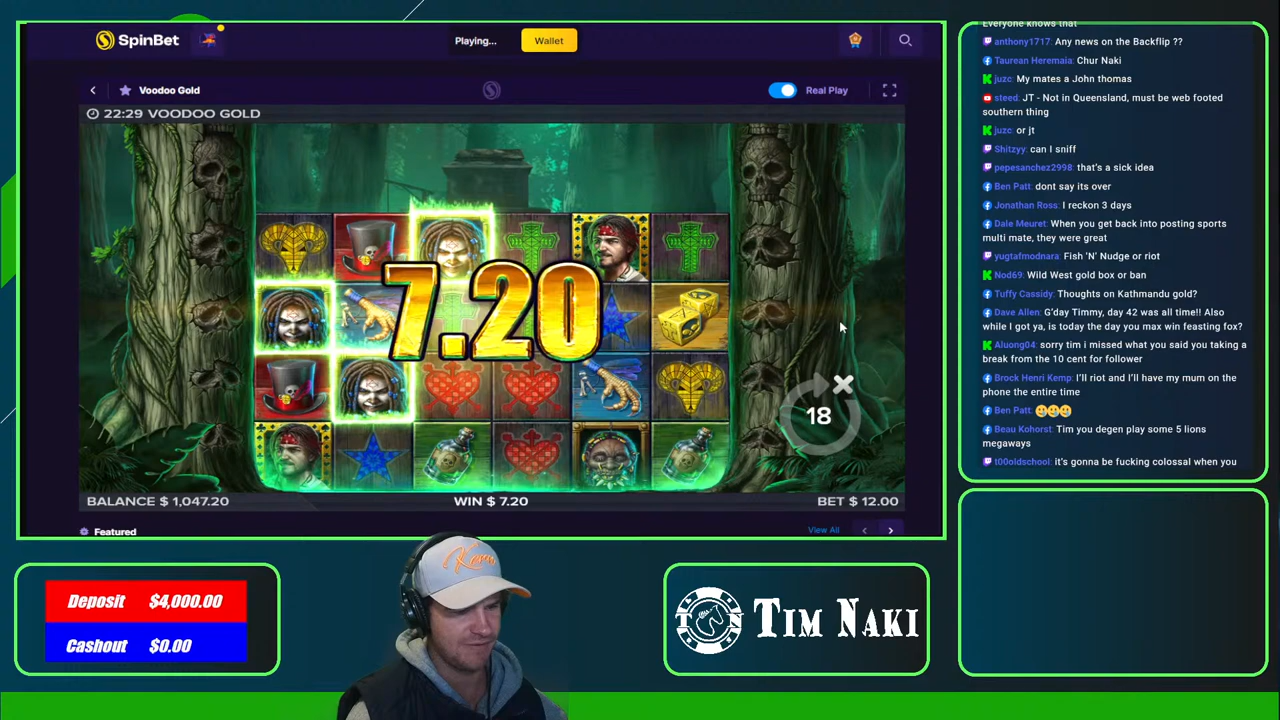 SpinBet
Playing...
Wallet
Voodoo Gold
Real Play
22:29 VOODOO GOLD
7.20
18
BALANCE $ 1,047.20
WIN $ 7.20
BET $ 12.00
Featured
View All
Everyone knows that
anthony1717: Any news on the Backflip ??
Taurean Heremaia: Chur Naki
juzc: My mates a John thomas
steed: JT - Not in Queensland, must be web footed
southern thing
juzc: or jt
Shitzyy: can I sniff
pepesanchez2998: that's a sick idea
Ben Patt: dont say its over
Jonathan Ross: I reckon 3 days
Dale Meuret: When you get back into posting sports
multi mate, they were great
yugtafmodnara: Fish 'N' Nudge or riot
Nod69: Wild West gold box or ban
Tuffy Cassidy: Thoughts on Kathmandu gold?
Dave Allen: G'day Timmy, day 42 was all time!! Also
while I got ya, is today the day you max win feasting fox?
Aluong04: sorry tim i missed what you said you taking a
break from the 10 cent for follower
Brock Henri Kemp: I'll riot and I'll have my mum on the
phone the entire time
Ben Patt: 😃😃😃
Beau Kohorst: Tim you degen play some 5 lions
megaways
t00oldschool: it's gonna be fucking colossal when you
Deposit $4,000.00
Cashout $0.00
TN
TIM NAKI